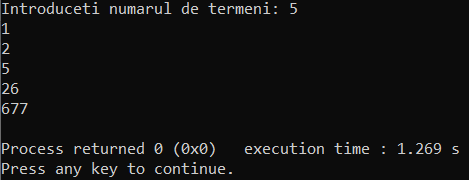 Introduceti numarul de termeni: 5
1
2
5
26
677
Process returned 0 (0x0)   execution time : 1.269 s
Press any key to continue.